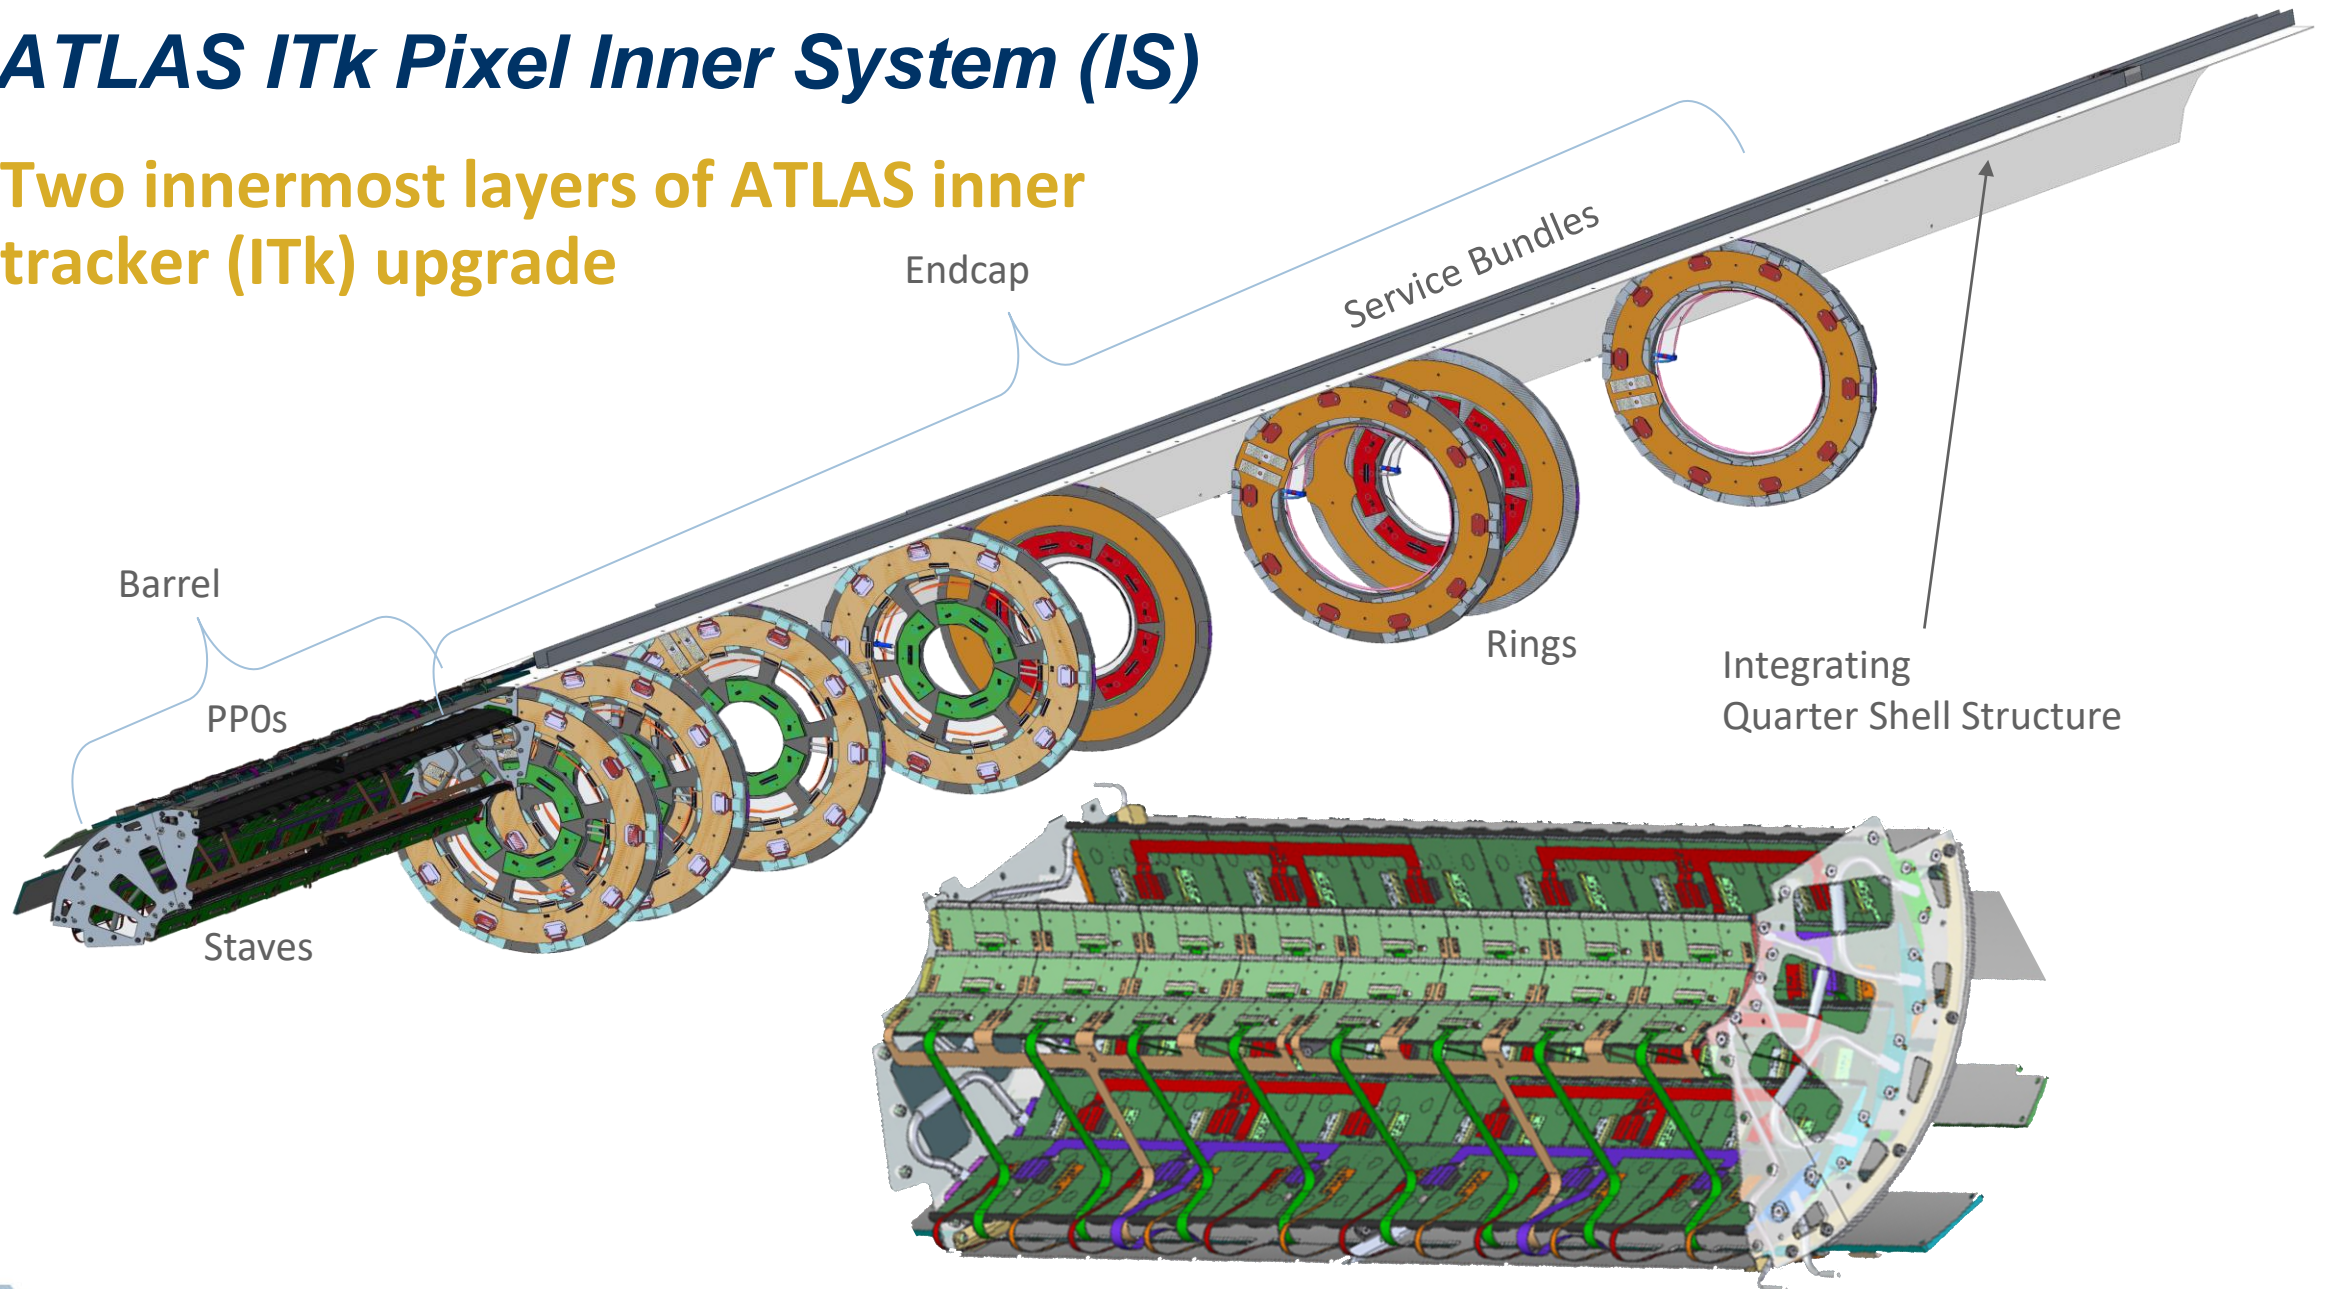 ATLAS ITk Pixel Inner System (IS)
Two innermost layers of ATLAS inner
tracker (ITk) upgrade
Endcap
Service Bundles
Barrel
PP0s
Staves
Rings
Integrating
Quarter Shell Structure